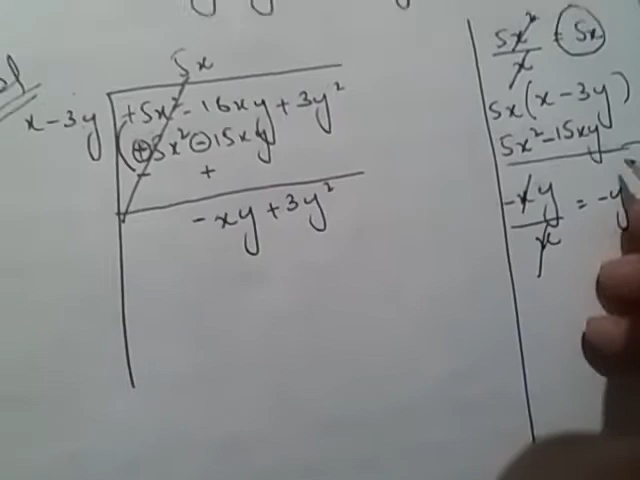 5x
x - 3y +5x² - 16xy + 3y²
(+5x² - 15xy
- +
- xy + 3y²
5x²/x = 5x
5x(x - 3y)
5x² - 15xy
-xy/x = -y